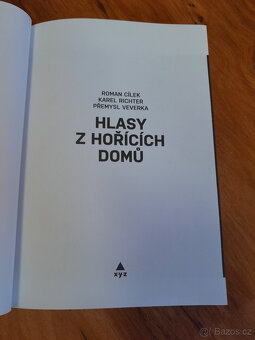 ROMAN CÍLEK
KAREL RICHTER
PŘEMYSL VEVERKA
HLASY
Z HOŘÍCÍCH
DOMŮ
xyz
Bazos.cz